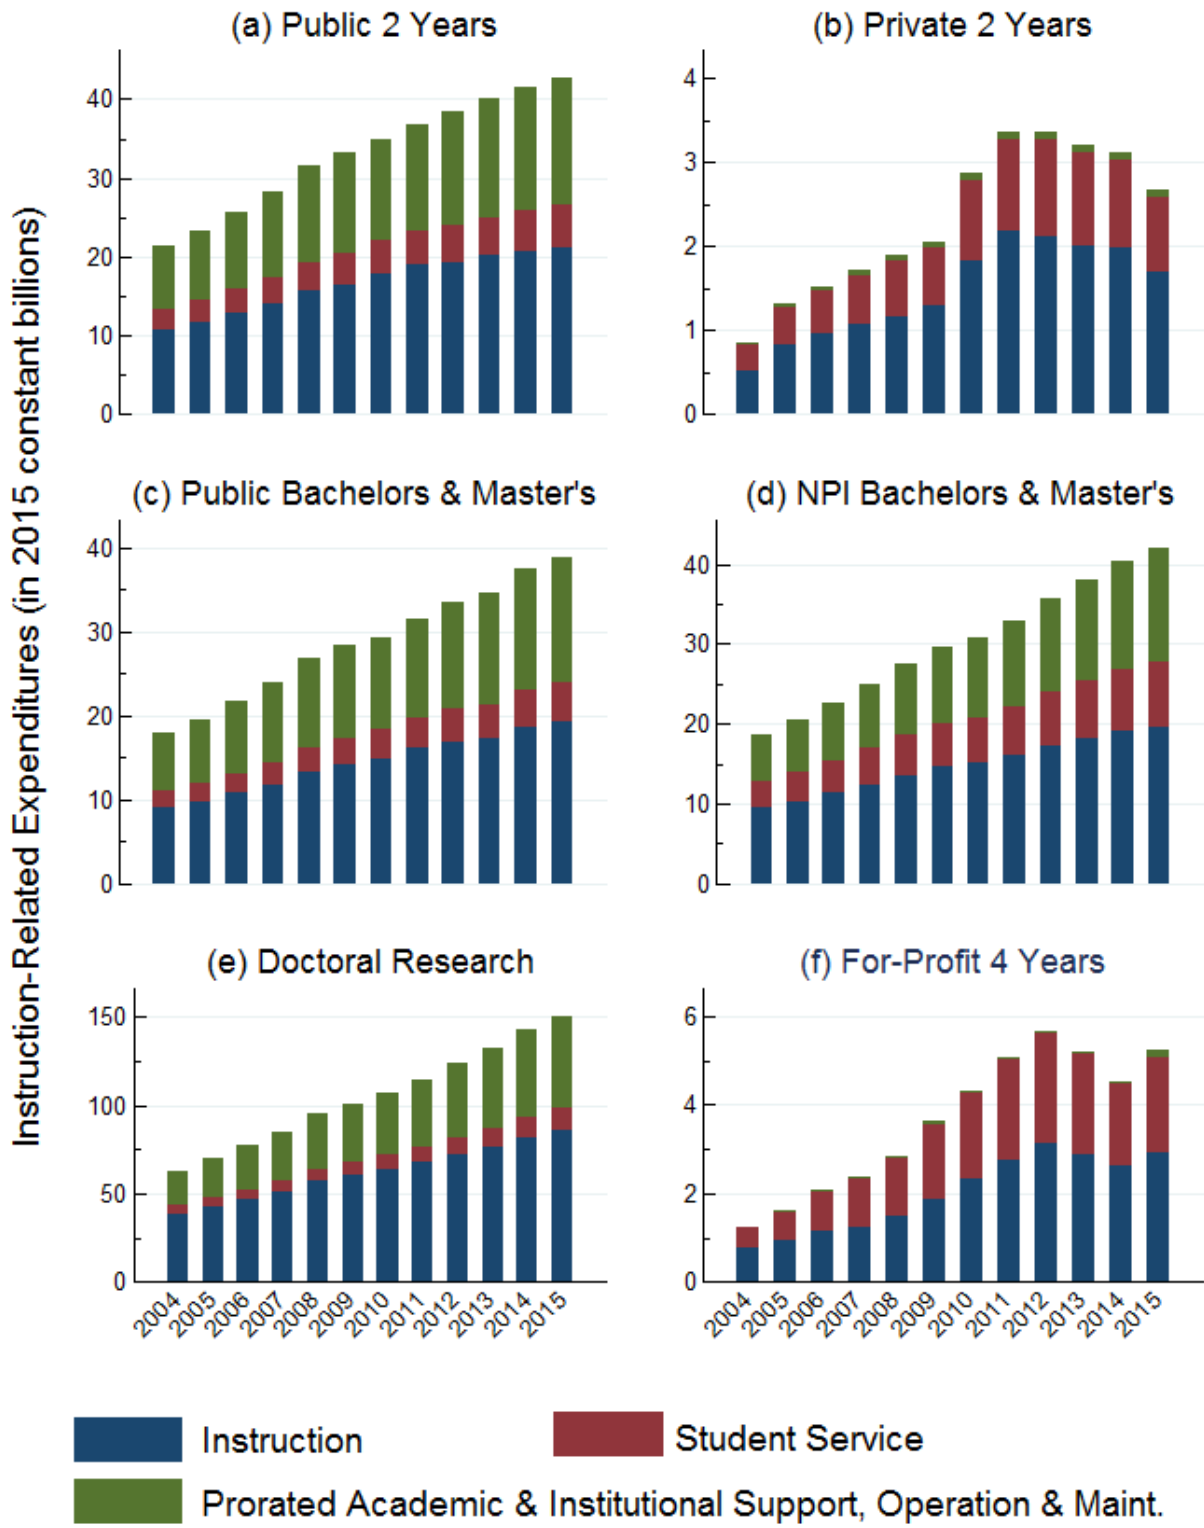 (a) Public 2 Years
(b) Private 2 Years
Instruction-Related Expenditures (in 2015 constant billions)
40
30
20
10
0
4
3
2
1
0
(c) Public Bachelors & Master's
(d) NPI Bachelors & Master's
40
30
20
10
0
40
30
20
10
0
(e) Doctoral Research
(f) For-Profit 4 Years
150
100
50
0
6
4
2
0
2004 2005 2006 2007 2008 2009 2010 2011 2012 2013 2014 2015
2004 2005 2006 2007 2008 2009 2010 2011 2012 2013 2014 2015
Instruction
Student Service
Prorated Academic & Institutional Support, Operation & Maint.